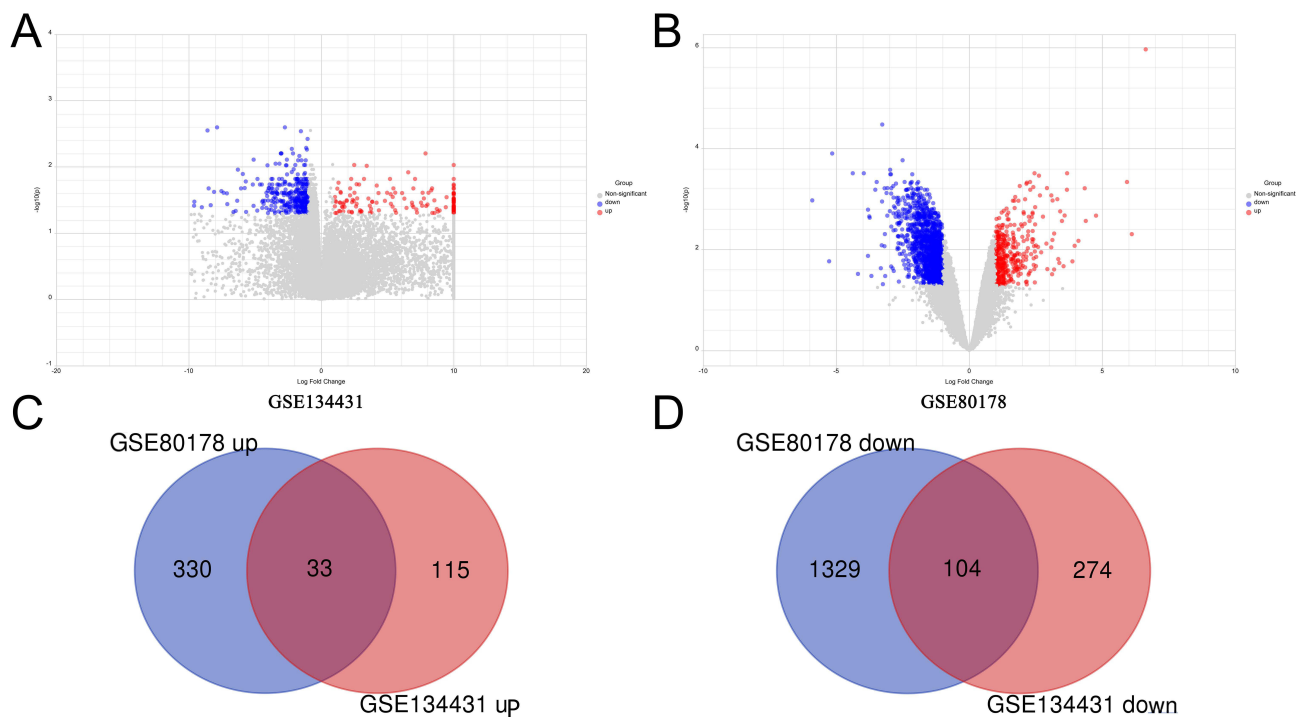 A
4
3
2
1
0
-1
-log10(p)
-20
-10
0
10
20
Log Fold Change
Group
Non-significant
down
up
GSE134431
B
6
4
2
0
-log10(p)
-10
-5
0
5
10
Log Fold Change
Group
Non-significant
down
up
GSE80178
C
GSE80178 up
330
33
115
GSE134431 up
D
GSE80178 down
1329
104
274
GSE134431 down